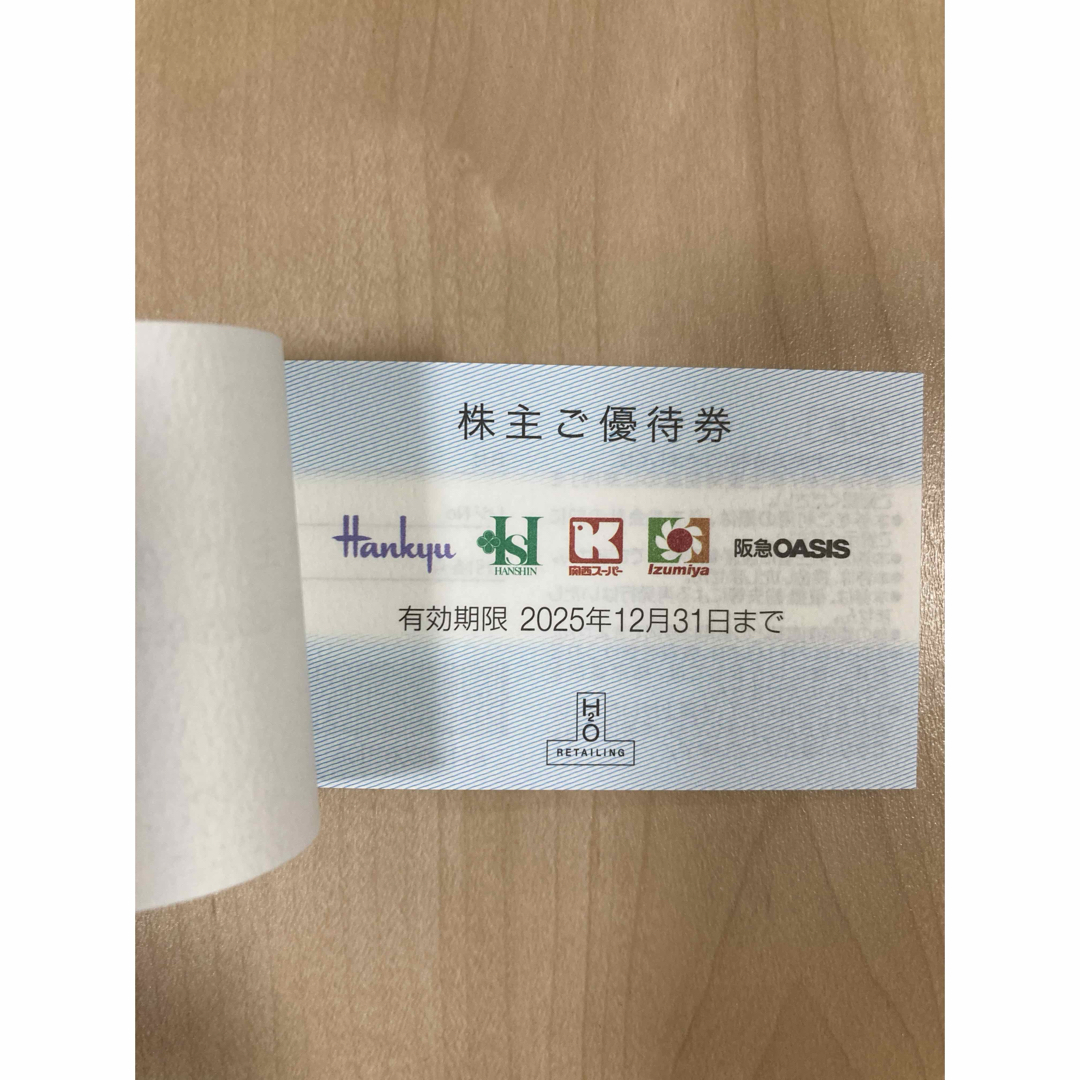 株主ご優待券
Hankyu HS HANSHIN K 関西スーパー Izumiya 阪急OASIS
有効期限 2025年12月31日まで
H2O
RETAILING